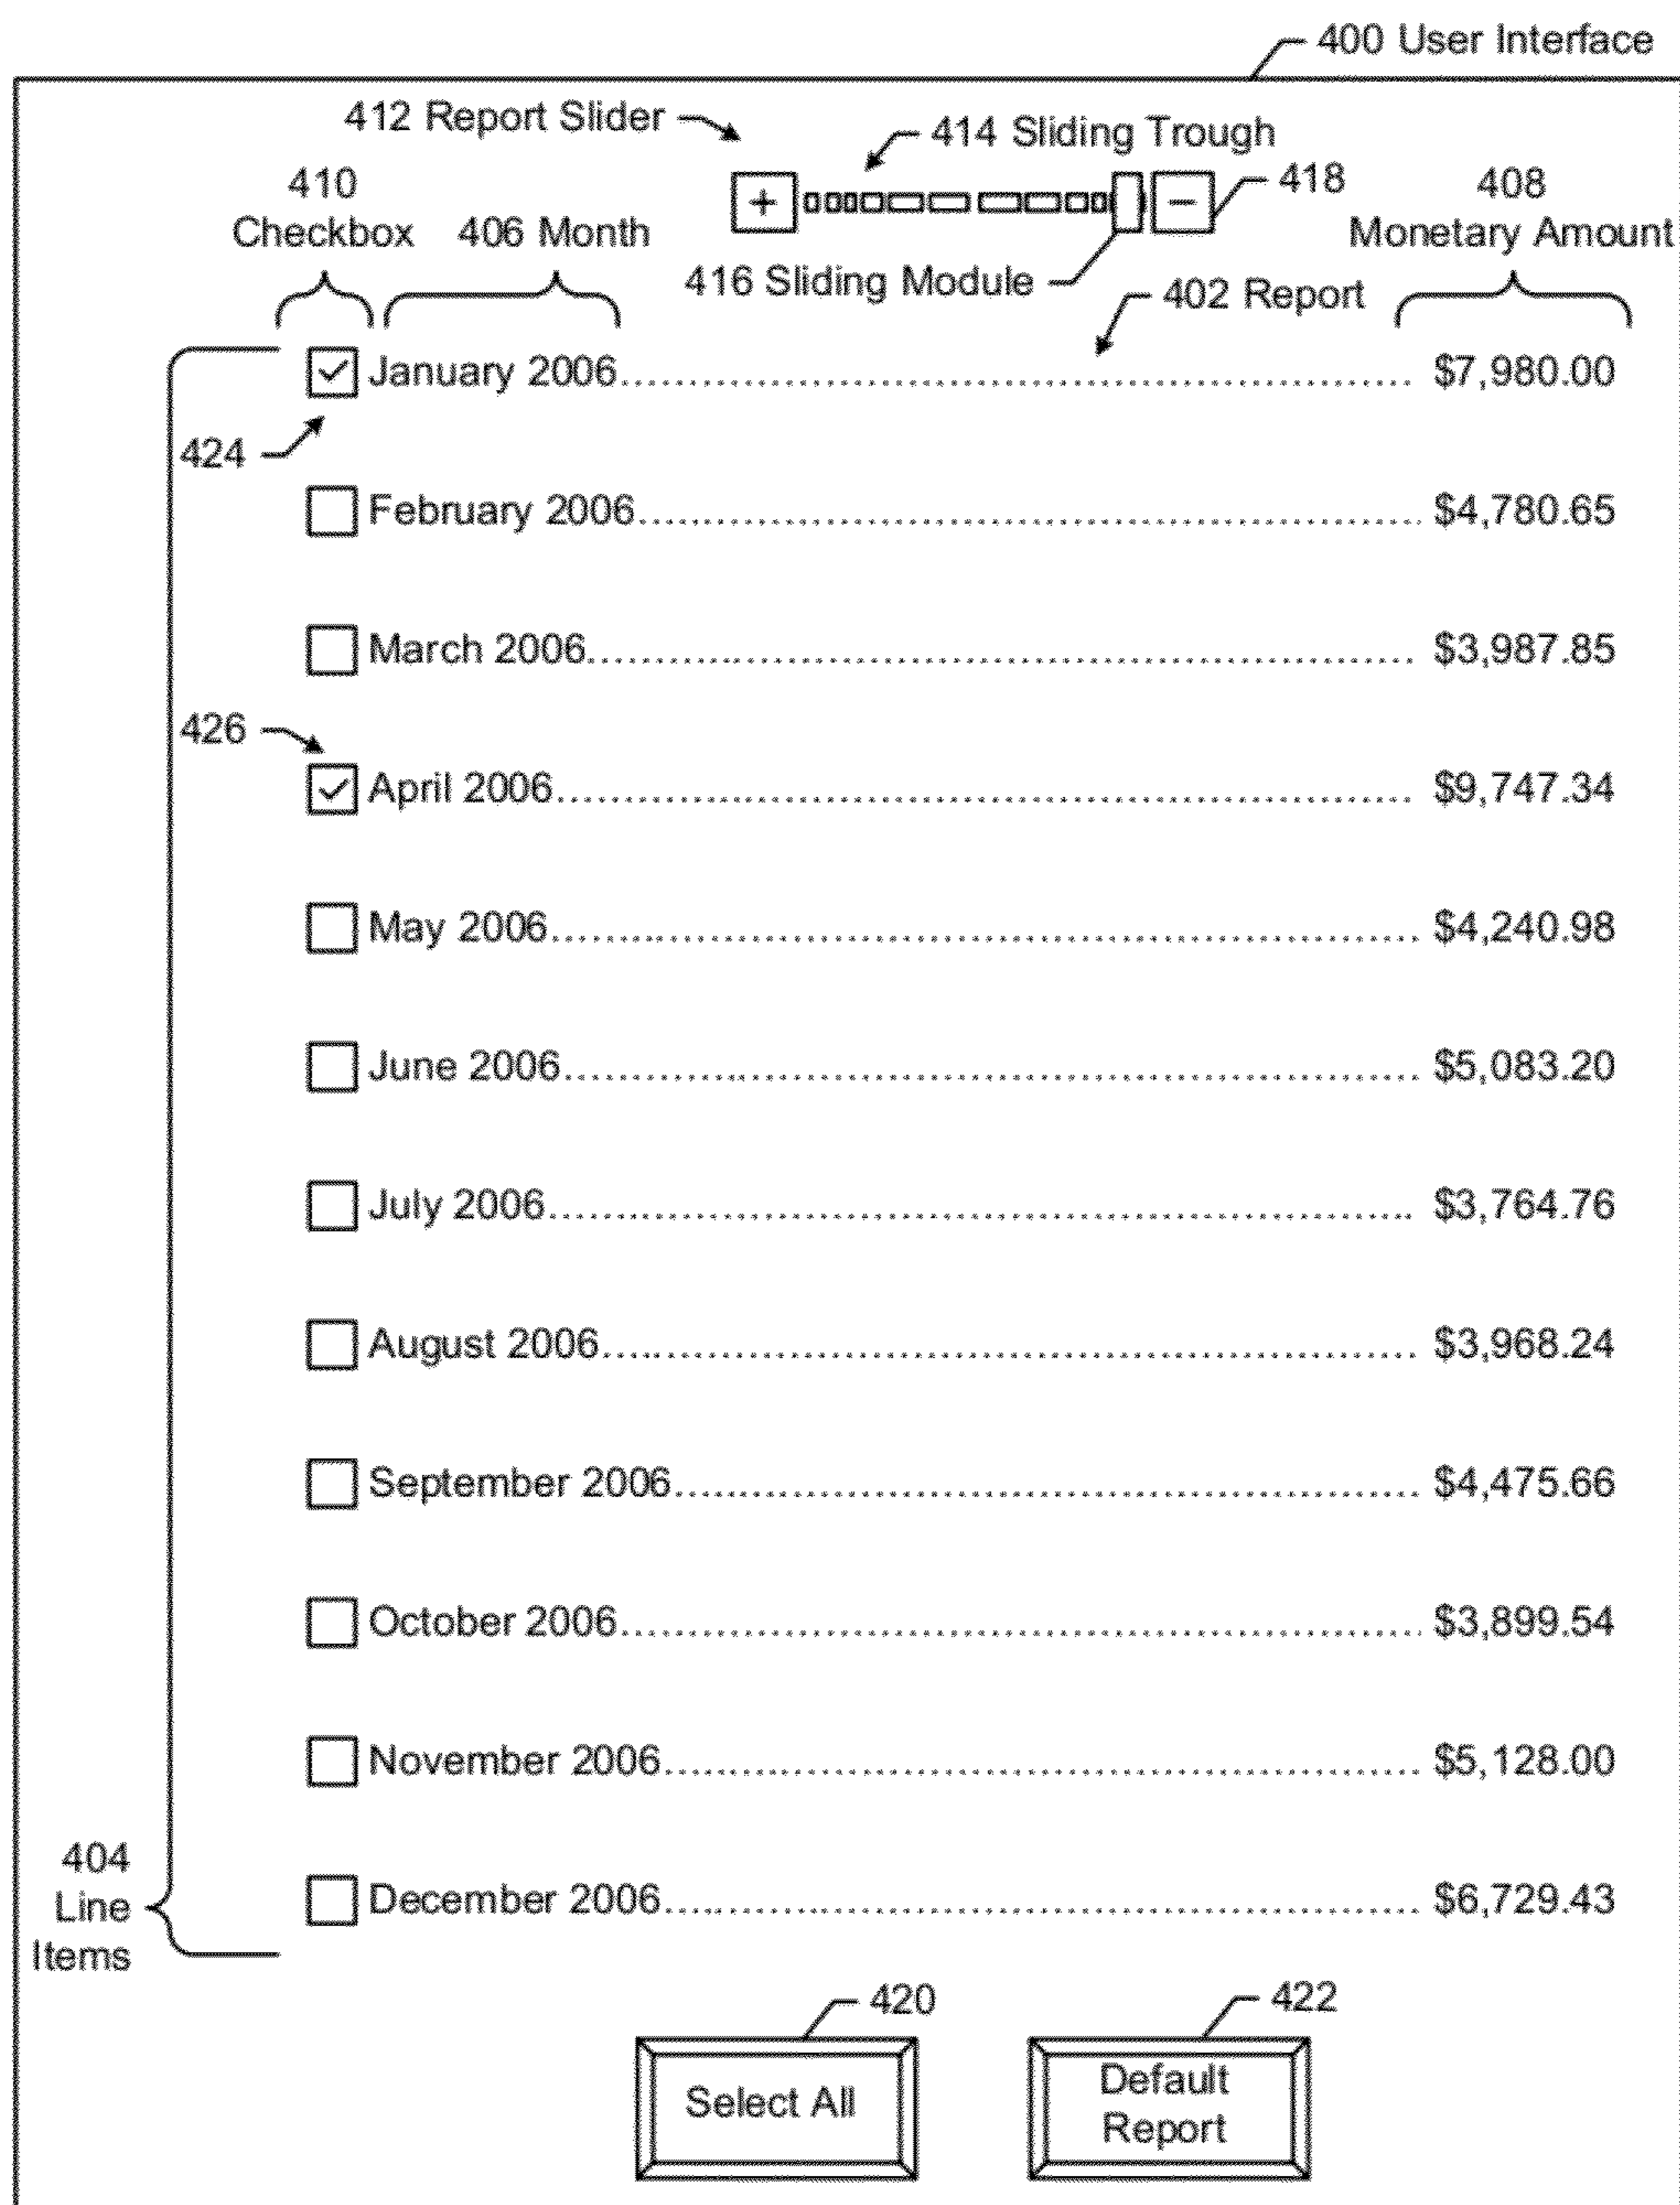 400 User Interface
412 Report Slider
414 Sliding Trough
410
Checkbox
406 Month
+
−
418
408
Monetary Amount
416 Sliding Module
402 Report
January 2006 $7,980.00
424
February 2006 $4,780.65
March 2006 $3,987.85
426
April 2006 $9,747.34
May 2006 $4,240.98
June 2006 $5,083.20
July 2006 $3,764.76
August 2006 $3,968.24
September 2006 $4,475.66
October 2006 $3,899.54
November 2006 $5,128.00
404
Line
Items
December 2006 $6,729.43
420
422
Select All
Default
Report